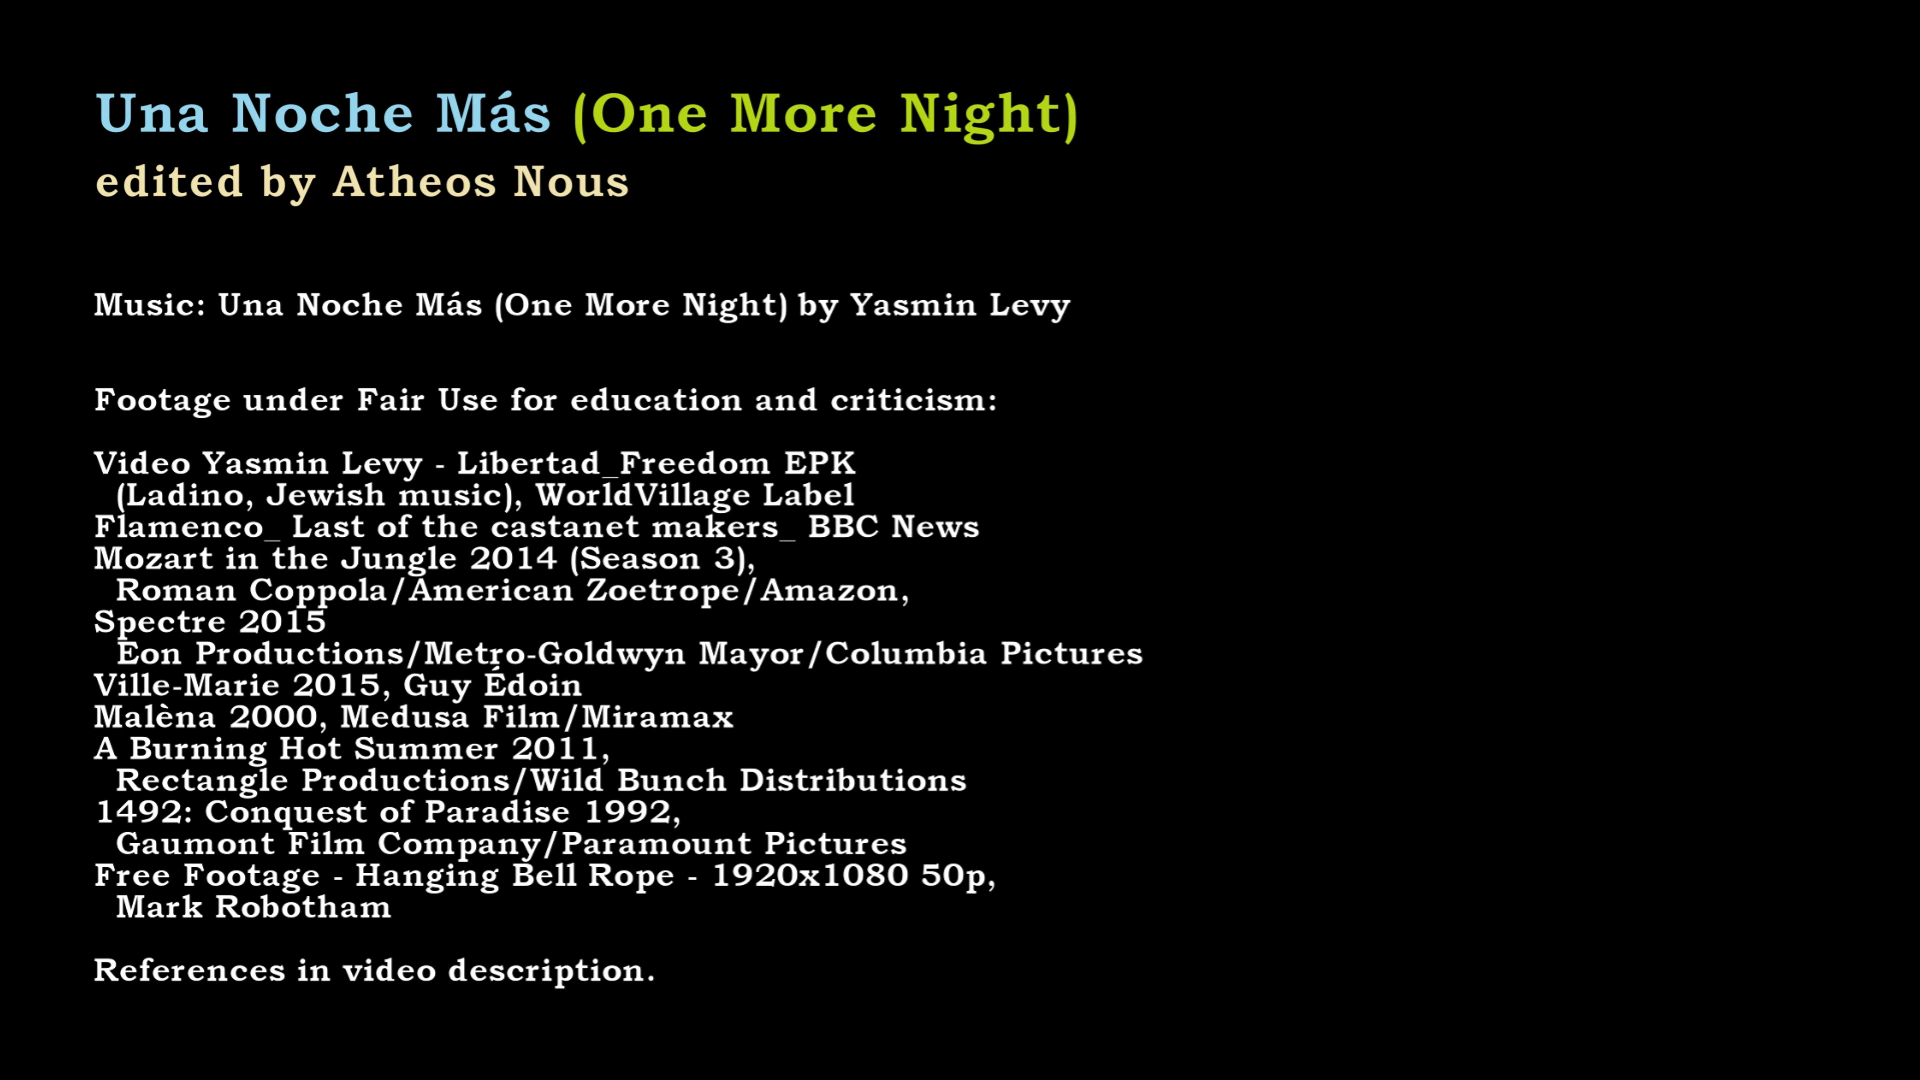 Una Noche Más (One More Night)
edited by Atheos Nous
Music: Una Noche Más (One More Night) by Yasmin Levy
Footage under Fair Use for education and criticism:
Video Yasmin Levy - Libertad_Freedom EPK
(Ladino, Jewish music), WorldVillage Label
Flamenco_ Last of the castanet makers_ BBC News
Mozart in the Jungle 2014 (Season 3),
Roman Coppola/American Zoetrope/Amazon,
Spectre 2015
Eon Productions/Metro-Goldwyn Mayor/Columbia Pictures
Ville-Marie 2015, Guy Édoin
Malèna 2000, Medusa Film/Miramax
A Burning Hot Summer 2011,
Rectangle Productions/Wild Bunch Distributions
1492: Conquest of Paradise 1992,
Gaumont Film Company/Paramount Pictures
Free Footage - Hanging Bell Rope - 1920x1080 50p,
Mark Robotham
References in video description.